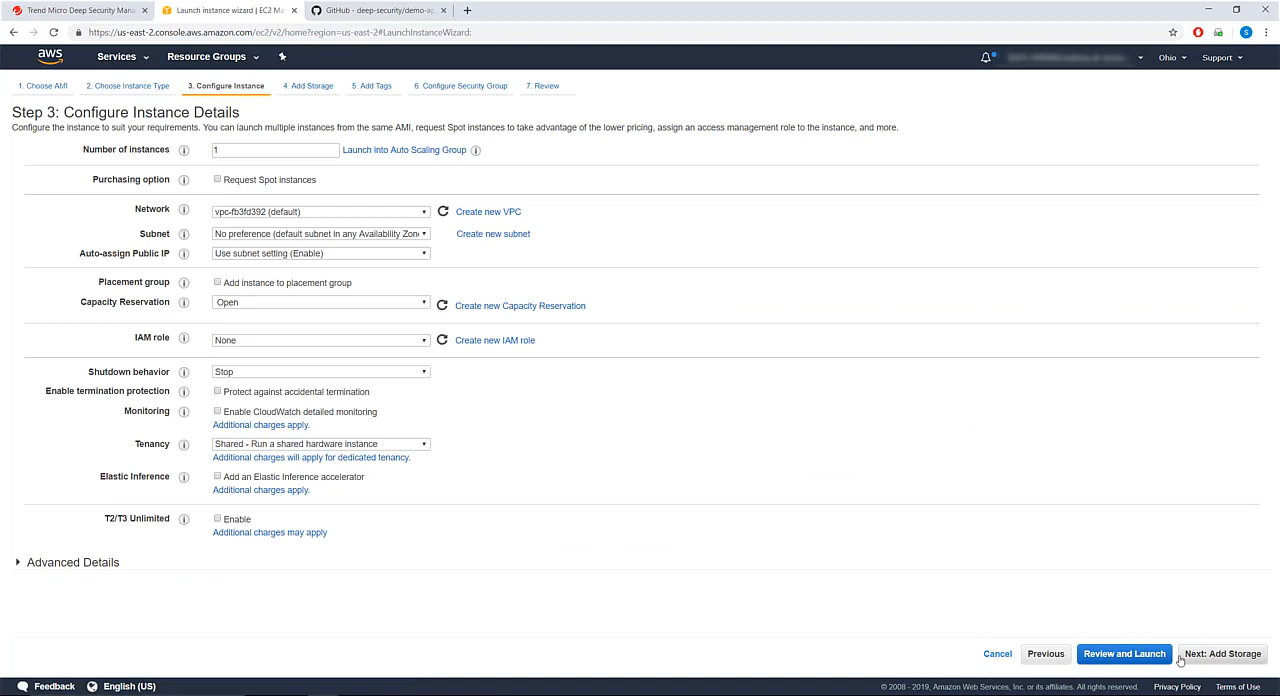 Trend Micro Deep Security Mana
Launch instance wizard | EC2 Ma
GitHub - deep-security/demo-ap
https://us-east-2.console.aws.amazon.com/ec2/v2/home?region=us-east-2#LaunchInstanceWizard:
S
aws Services Resource Groups Ohio Support
1. Choose AMI 2. Choose Instance Type 3. Configure Instance 4. Add Storage 5. Add Tags 6. Configure Security Group 7. Review
Step 3: Configure Instance Details
Configure the instance to suit your requirements. You can launch multiple instances from the same AMI, request Spot instances to take advantage of the lower pricing, assign an access management role to the instance, and more.
Number of instances i 1 Launch into Auto Scaling Group i
Purchasing option i Request Spot instances
Network i vpc-fb3fd392 (default) Create new VPC
Subnet i No preference (default subnet in any Availability Zon Create new subnet
Auto-assign Public IP i Use subnet setting (Enable)
Placement group i Add instance to placement group
Capacity Reservation i Open Create new Capacity Reservation
IAM role i None Create new IAM role
Shutdown behavior i Stop
Enable termination protection i Protect against accidental termination
Monitoring i Enable CloudWatch detailed monitoring
Additional charges apply.
Tenancy i Shared - Run a shared hardware instance
Additional charges will apply for dedicated tenancy.
Elastic Inference i Add an Elastic Inference accelerator
Additional charges apply.
T2/T3 Unlimited i Enable
Additional charges may apply
Advanced Details
Cancel Previous Review and Launch Next: Add Storage
Feedback English (US) © 2008 - 2019, Amazon Web Services, Inc. or its affiliates. All rights reserved. Privacy Policy Terms of Use